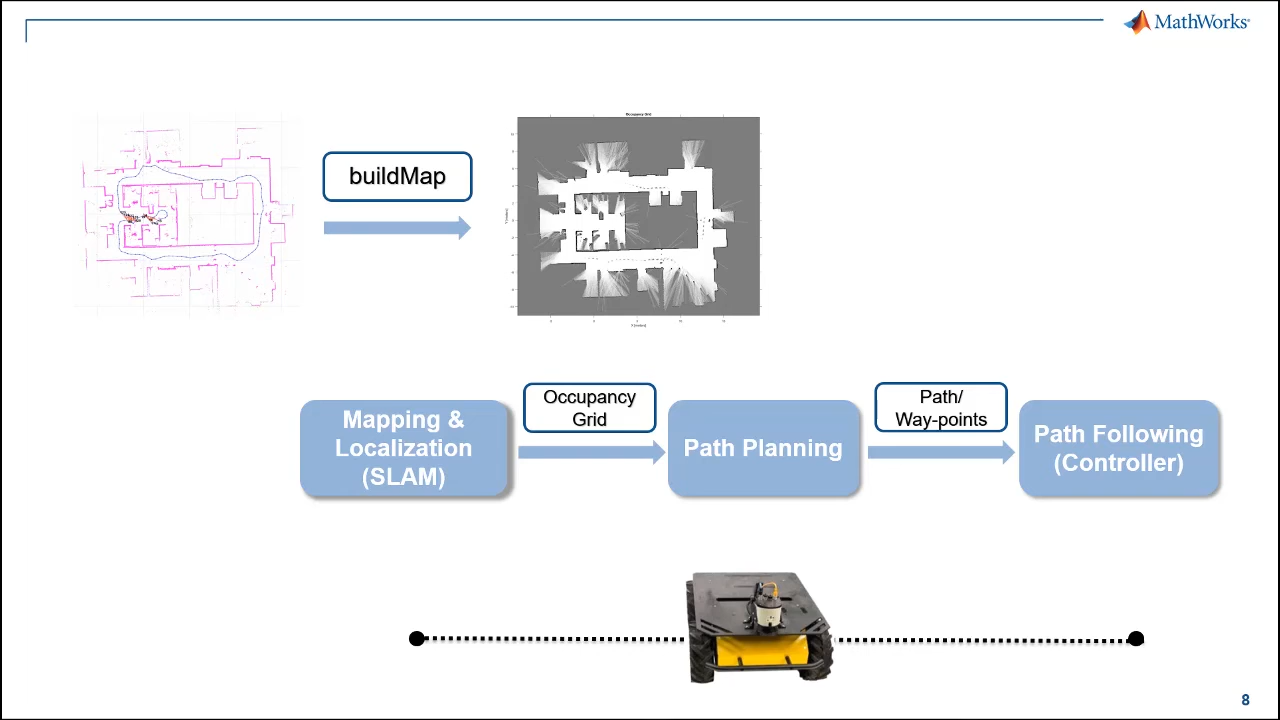 MathWorks®
buildMap
Occupancy Grid
Occupancy
Grid
Path/
Way-points
Mapping &
Localization
(SLAM)
Path Planning
Path Following
(Controller)
8